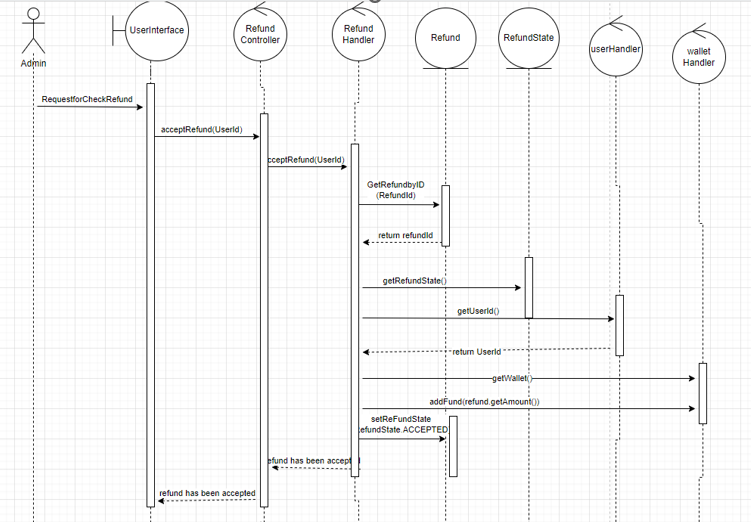 UserInterface
Refund
Controller
Refund
Handler
Refund
RefundState
userHandler
wallet
Handler
Admin
RequestforCheckRefund
acceptRefund(UserId)
cceptRefund(UserId)
GetRefundbyID
(RefundId)
return refundId
getRefundState()
getUserId()
return UserId
getWallet()
addFund(refund.getAmount())
setReFundState
efundState.ACCEPTED)
efund has been accepted
refund has been accepted